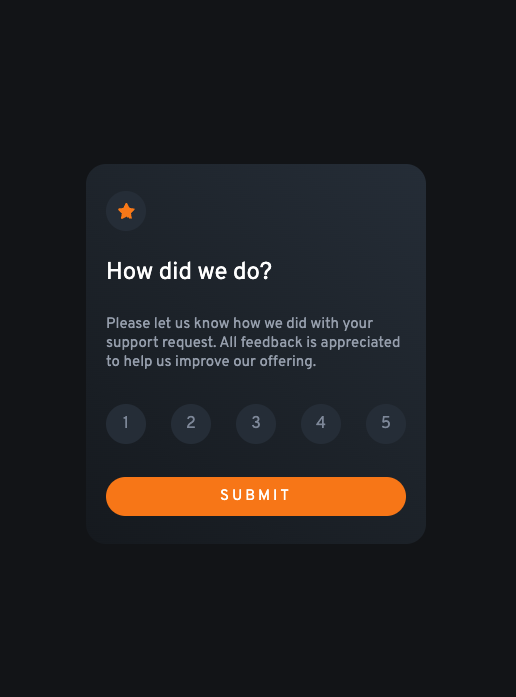 How did we do?
Please let us know how we did with your
support request. All feedback is appreciated
to help us improve our offering.
1 2 3 4 5
SUBMIT